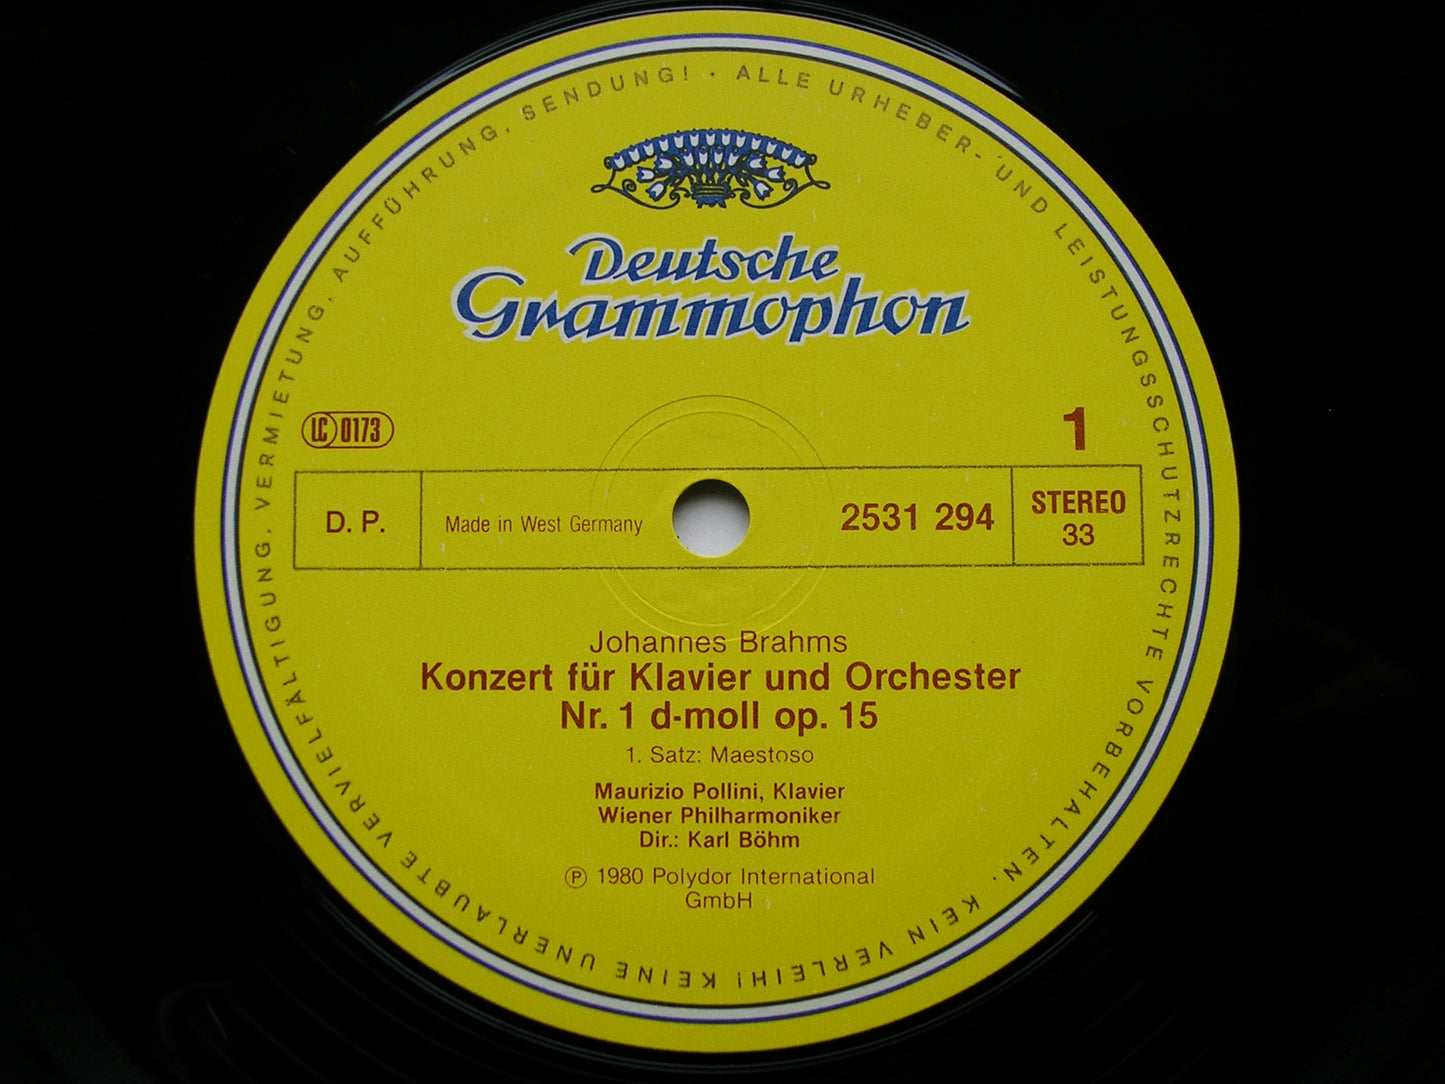 ALLE URHEBER- UND LEISTUNGSSCHUTZRECHTE VORBEHALTEN. KEIN VERLEIH! KEINE UNERLAUBTE VERVIELFÄLTIGUNG, VERMIETUNG, AUFFÜHRUNG, SENDUNG! ·
Deutsche
Grammophon
LC 0173
1
D. P.
Made in West Germany
2531 294
STEREO
33
Johannes Brahms
Konzert für Klavier und Orchester
Nr. 1 d-moll op. 15
1. Satz: Maestoso
Maurizio Pollini, Klavier
Wiener Philharmoniker
Dir.: Karl Böhm
Ⓟ 1980 Polydor International
GmbH